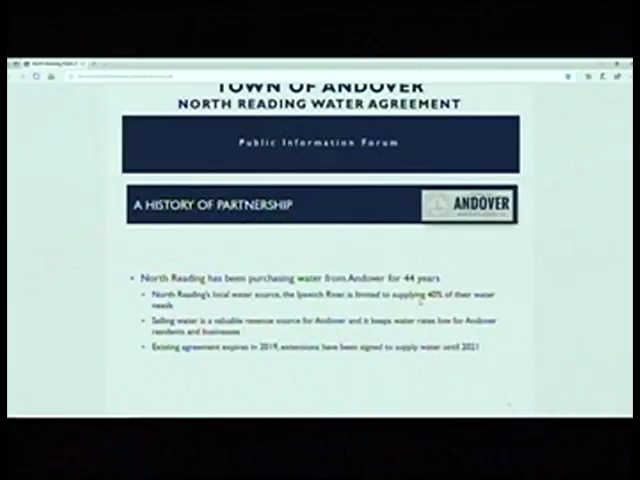 TOWN OF ANDOVER
NORTH READING WATER AGREEMENT
Public Information Forum
A HISTORY OF PARTNERSHIP
ANDOVER
• North Reading has been purchasing water from Andover for 44 years
• North Reading's local water source, the Ipswich River, is limited to supplying 40% of their water
needs
• Selling water is a valuable revenue source for Andover and it keeps water rates low for Andover
residents and businesses
• Existing agreement expires in 2019, extensions have been signed to supply water until 2021